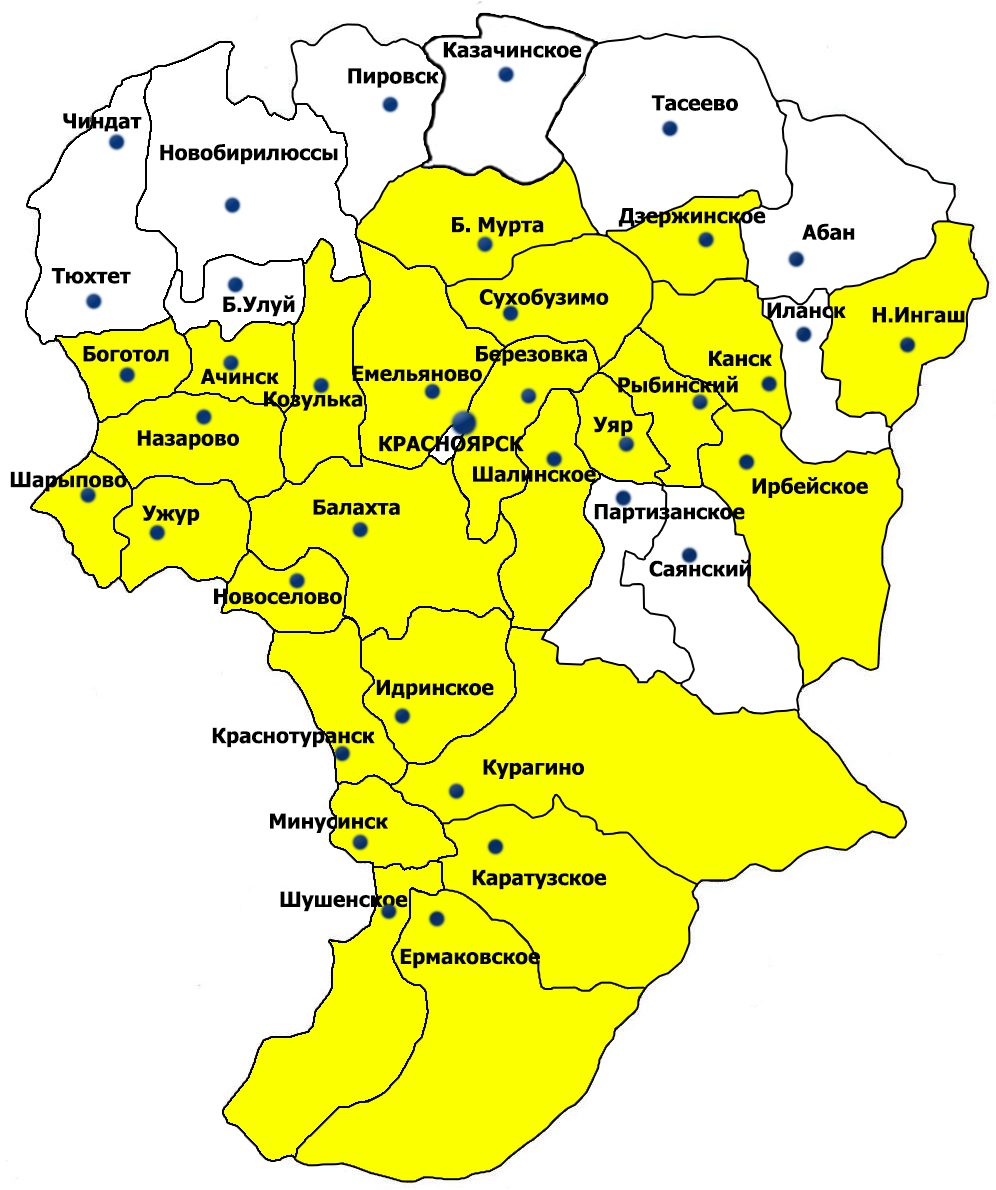 Казачинское
Пировск
Тасеево
Чиндат
Новобирилюссы
Дзержинское
Б. Мурта
Абан
Тюхтет
Б.Улуй
Сухобузимо
Иланск
Н.Ингаш
Боготол
Березовка
Канск
Ачинск
Емельяново
Рыбинский
Козулька
Назарово
Уяр
КРАСНОЯРСК
Шарыпово
Шалинское
Ирбейское
Ужур
Балахта
Партизанское
Саянский
Новоселово
Идринское
Краснотуранск
Курагино
Минусинск
Каратузское
Шушенское
Ермаковское